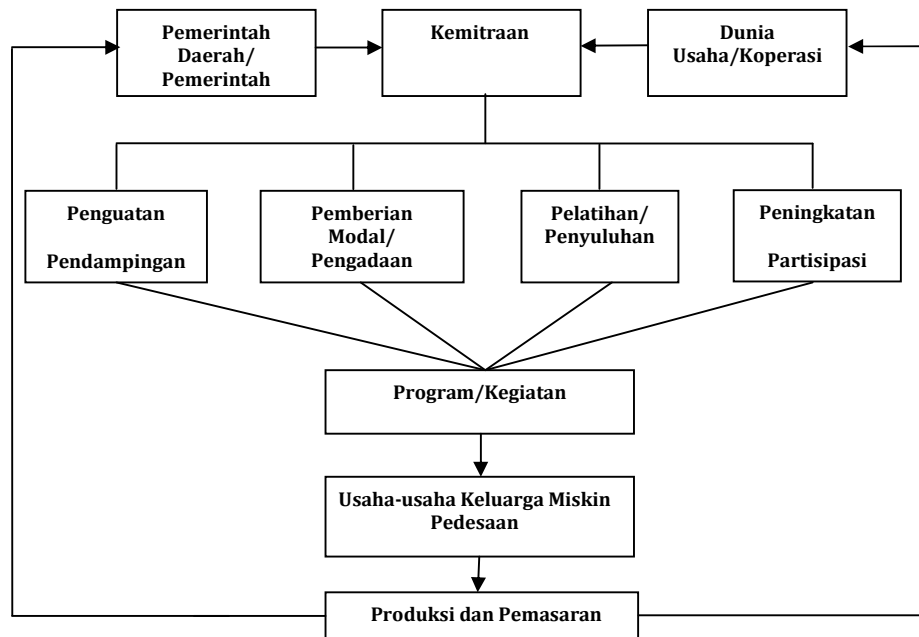 Pemerintah
Daerah/
Pemerintah
Kemitraan
Dunia
Usaha/Koperasi
Penguatan
Pendampingan
Pemberian
Modal/
Pengadaan
Pelatihan/
Penyuluhan
Peningkatan
Partisipasi
Program/Kegiatan
Usaha-usaha Keluarga Miskin
Pedesaan
Produksi dan Pemasaran